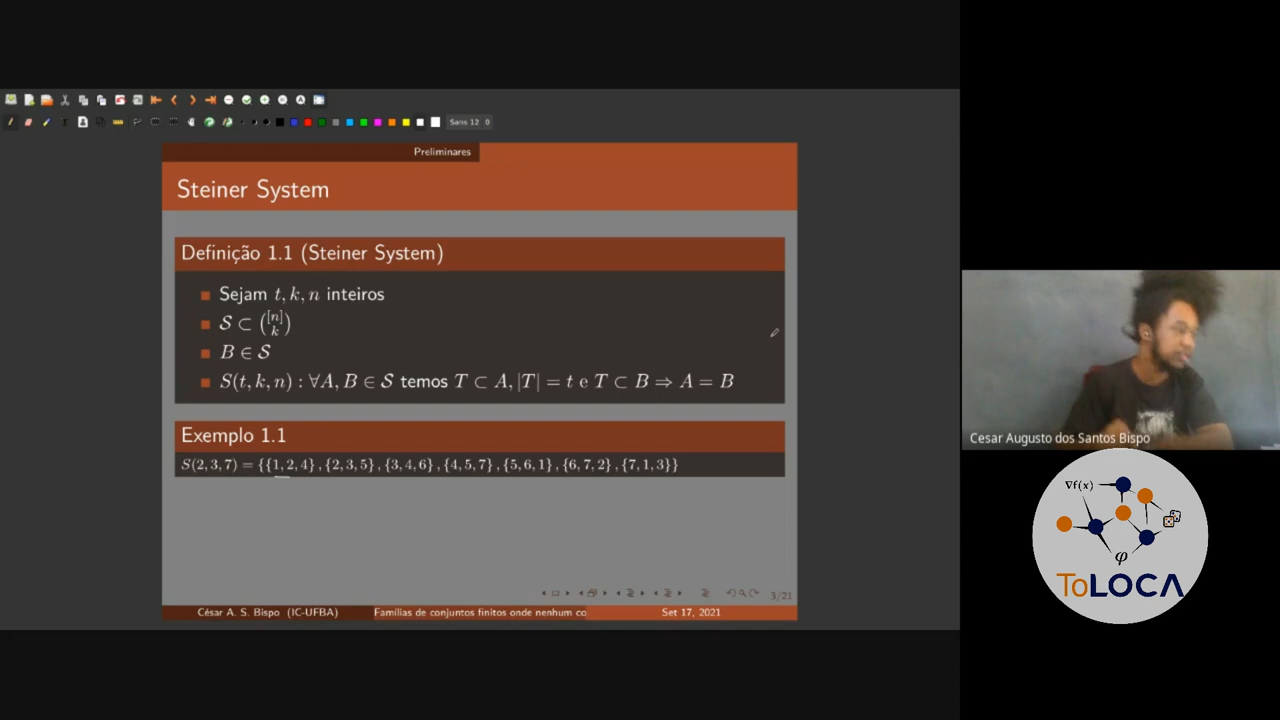 Sans 12
Preliminares
Steiner System
Definição 1.1 (Steiner System)
Sejam t, k, n inteiros
𝒮 ⊂ ([n] k)
B ∈ 𝒮
S(t, k, n) : ∀A, B ∈ 𝒮 temos T ⊂ A, |T| = t e T ⊂ B ⇒ A = B
Exemplo 1.1
S(2, 3, 7) = {{1, 2, 4} , {2, 3, 5} , {3, 4, 6} , {4, 5, 7} , {5, 6, 1} , {6, 7, 2} , {7, 1, 3}}
3/21
César A. S. Bispo (IC-UFBA) Famílias de conjuntos finitos onde nenhum co Set 17, 2021
Cesar Augusto dos Santos Bispo
∇f(x)
φ
ToLOCA